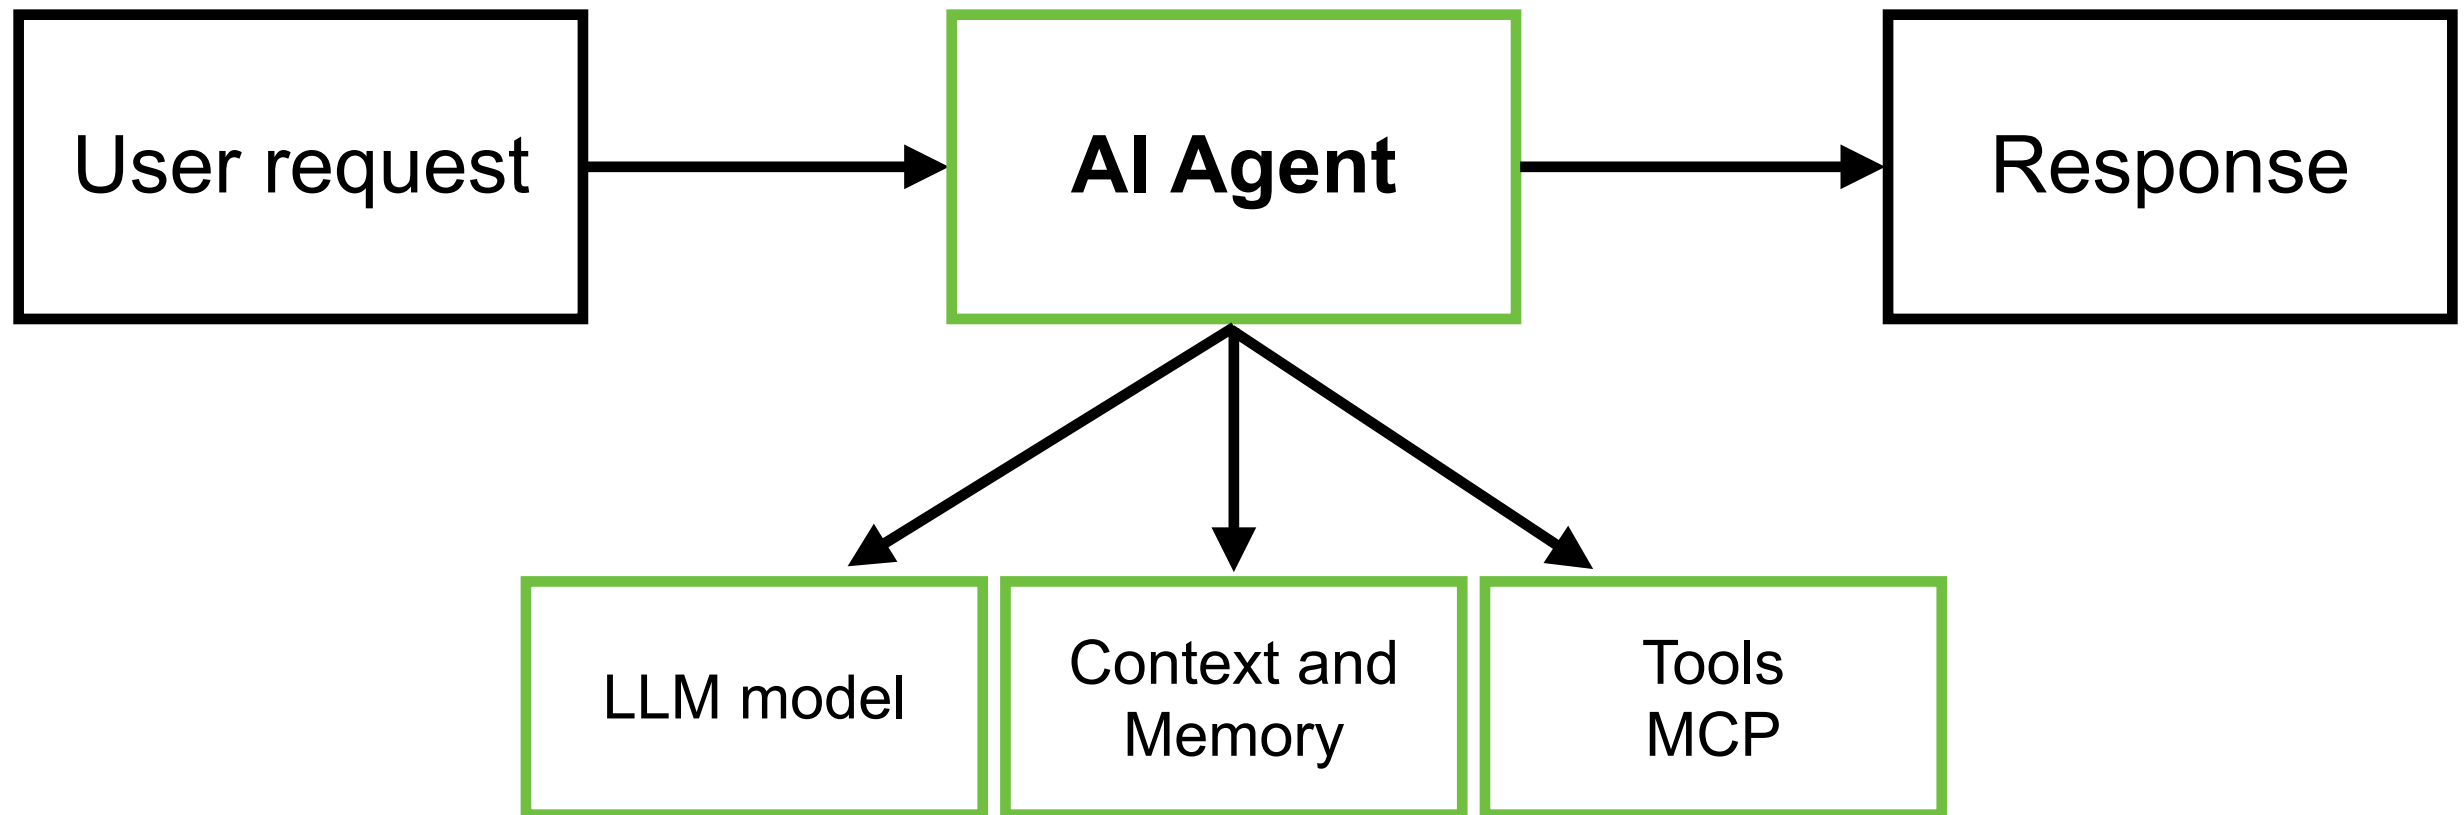 User request
AI Agent
Response
LLM model
Context and
Memory
Tools
MCP